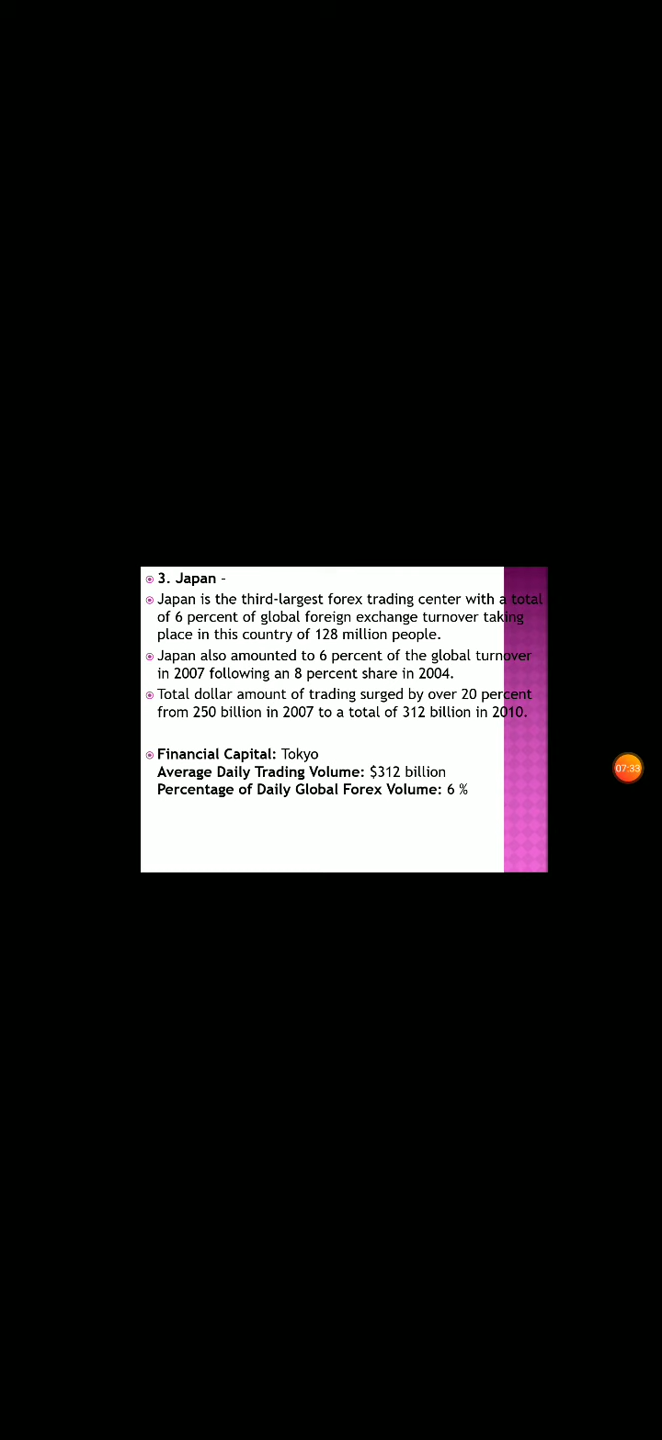 3. Japan -
Japan is the third-largest forex trading center with a total
of 6 percent of global foreign exchange turnover taking
place in this country of 128 million people.
Japan also amounted to 6 percent of the global turnover
in 2007 following an 8 percent share in 2004.
Total dollar amount of trading surged by over 20 percent
from 250 billion in 2007 to a total of 312 billion in 2010.
Financial Capital: Tokyo
Average Daily Trading Volume: $312 billion
Percentage of Daily Global Forex Volume: 6 %
07:33